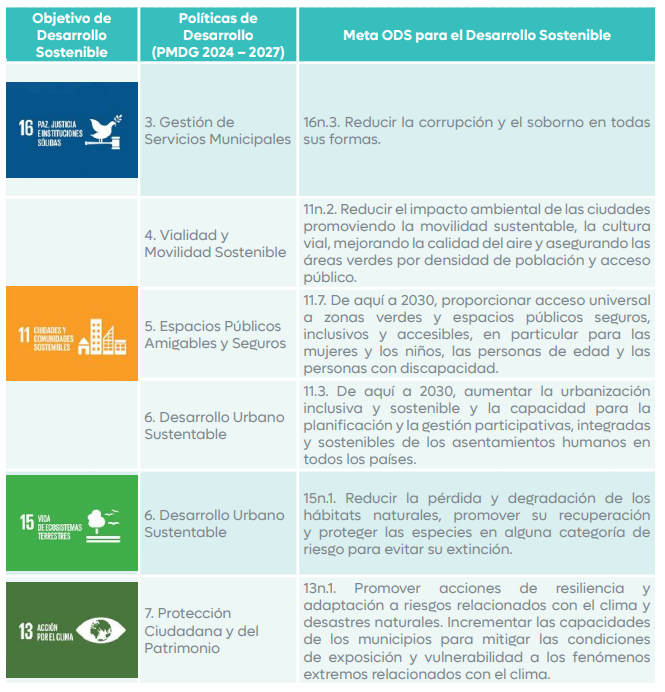 Objetivo de
Desarrollo
Sostenible
Políticas de
Desarrollo
(PMDG 2024 – 2027)
Meta ODS para el Desarrollo Sostenible
16 PAZ, JUSTICIA
E INSTITUCIONES
SÓLIDAS
3. Gestión de
Servicios Municipales
16n.3. Reducir la corrupción y el soborno en todas
sus formas.
4. Vialidad y
Movilidad Sostenible
11n.2. Reducir el impacto ambiental de las ciudades
promoviendo la movilidad sustentable, la cultura
vial, mejorando la calidad del aire y asegurando las
áreas verdes por densidad de población y acceso
público.
11 CIUDADES Y
COMUNIDADES
SOSTENIBLES
5. Espacios Públicos
Amigables y Seguros
11.7. De aquí a 2030, proporcionar acceso universal
a zonas verdes y espacios públicos seguros,
inclusivos y accesibles, en particular para las
mujeres y los niños, las personas de edad y las
personas con discapacidad.
6. Desarrollo Urbano
Sustentable
11.3. De aquí a 2030, aumentar la urbanización
inclusiva y sostenible y la capacidad para la
planificación y la gestión participativas, integradas
y sostenibles de los asentamientos humanos en
todos los países.
15 VIDA
DE ECOSISTEMAS
TERRESTRES
6. Desarrollo Urbano
Sustentable
15n.1. Reducir la pérdida y degradación de los
hábitats naturales, promover su recuperación
y proteger las especies en alguna categoría de
riesgo para evitar su extinción.
13 ACCIÓN
POR EL CLIMA
7. Protección
Ciudadana y del
Patrimonio
13n.1. Promover acciones de resiliencia y
adaptación a riesgos relacionados con el clima y
desastres naturales. Incrementar las capacidades
de los municipios para mitigar las condiciones
de exposición y vulnerabilidad a los fenómenos
extremos relacionados con el clima.